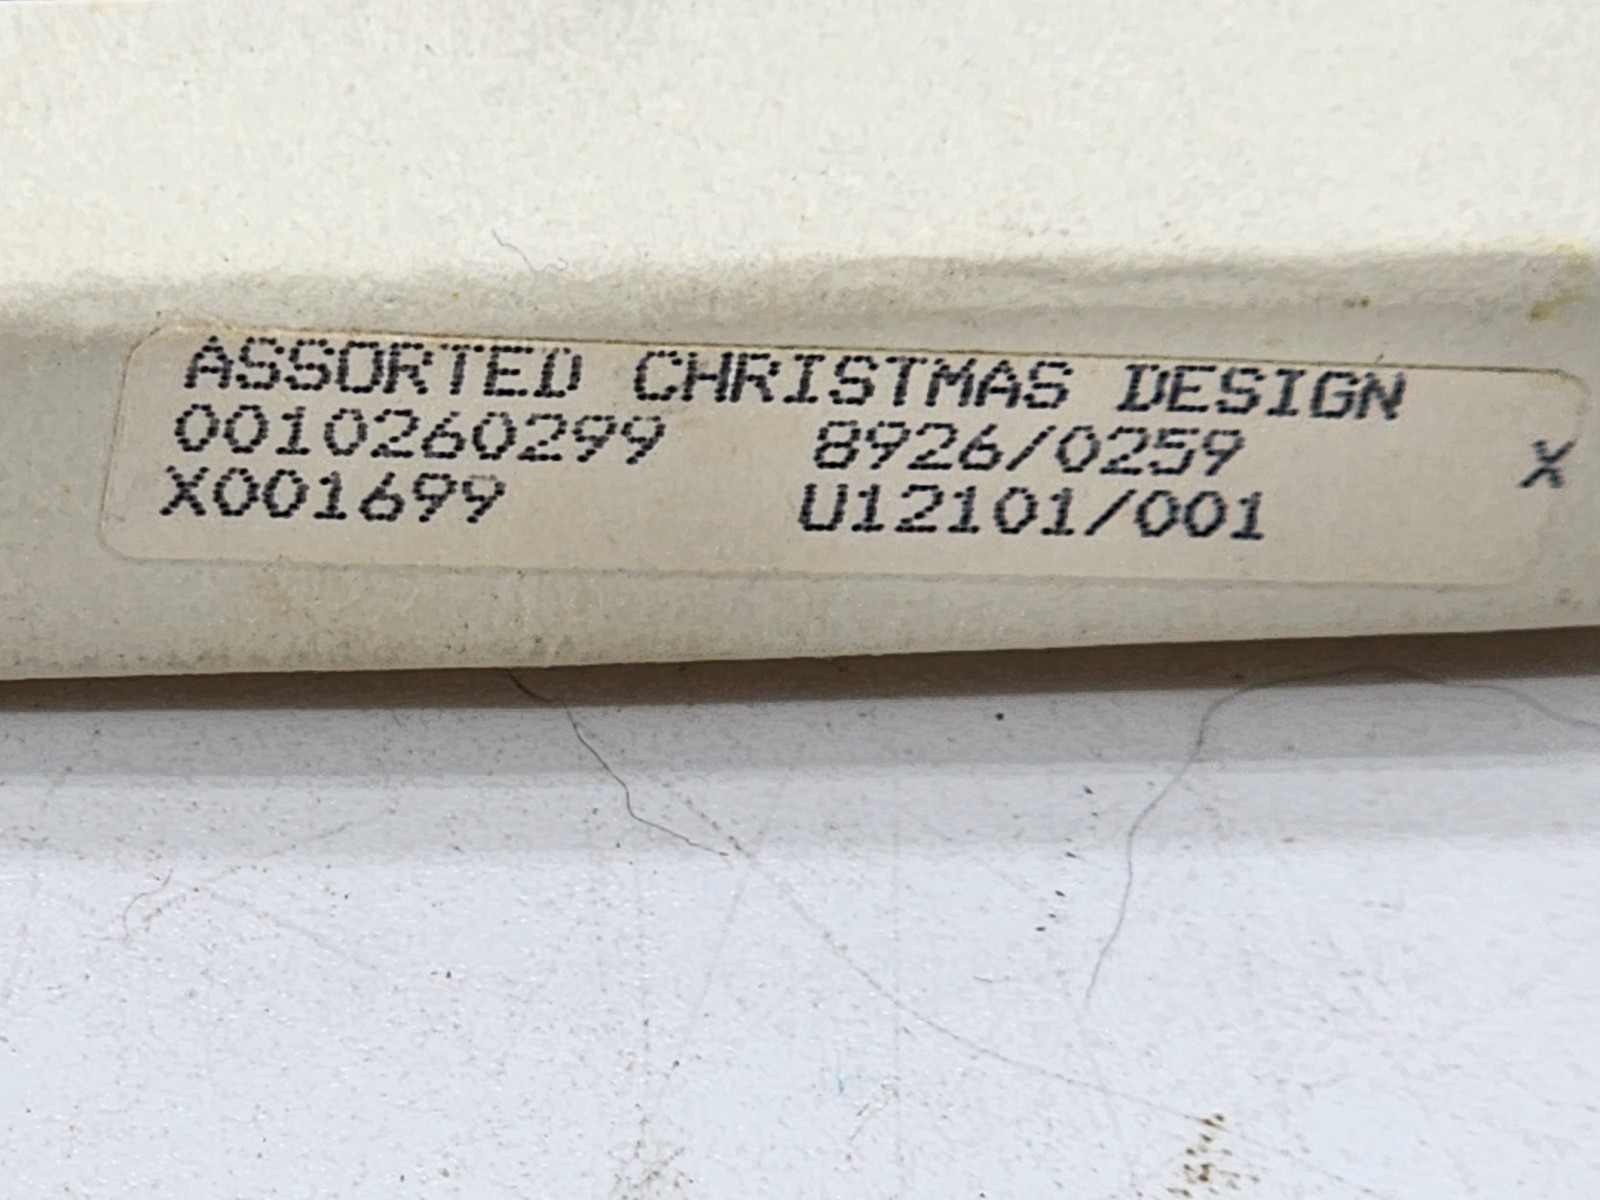 ASSORTED CHRISTMAS DESIGN
0010260299 8926/0259 X
X001699 U12101/001